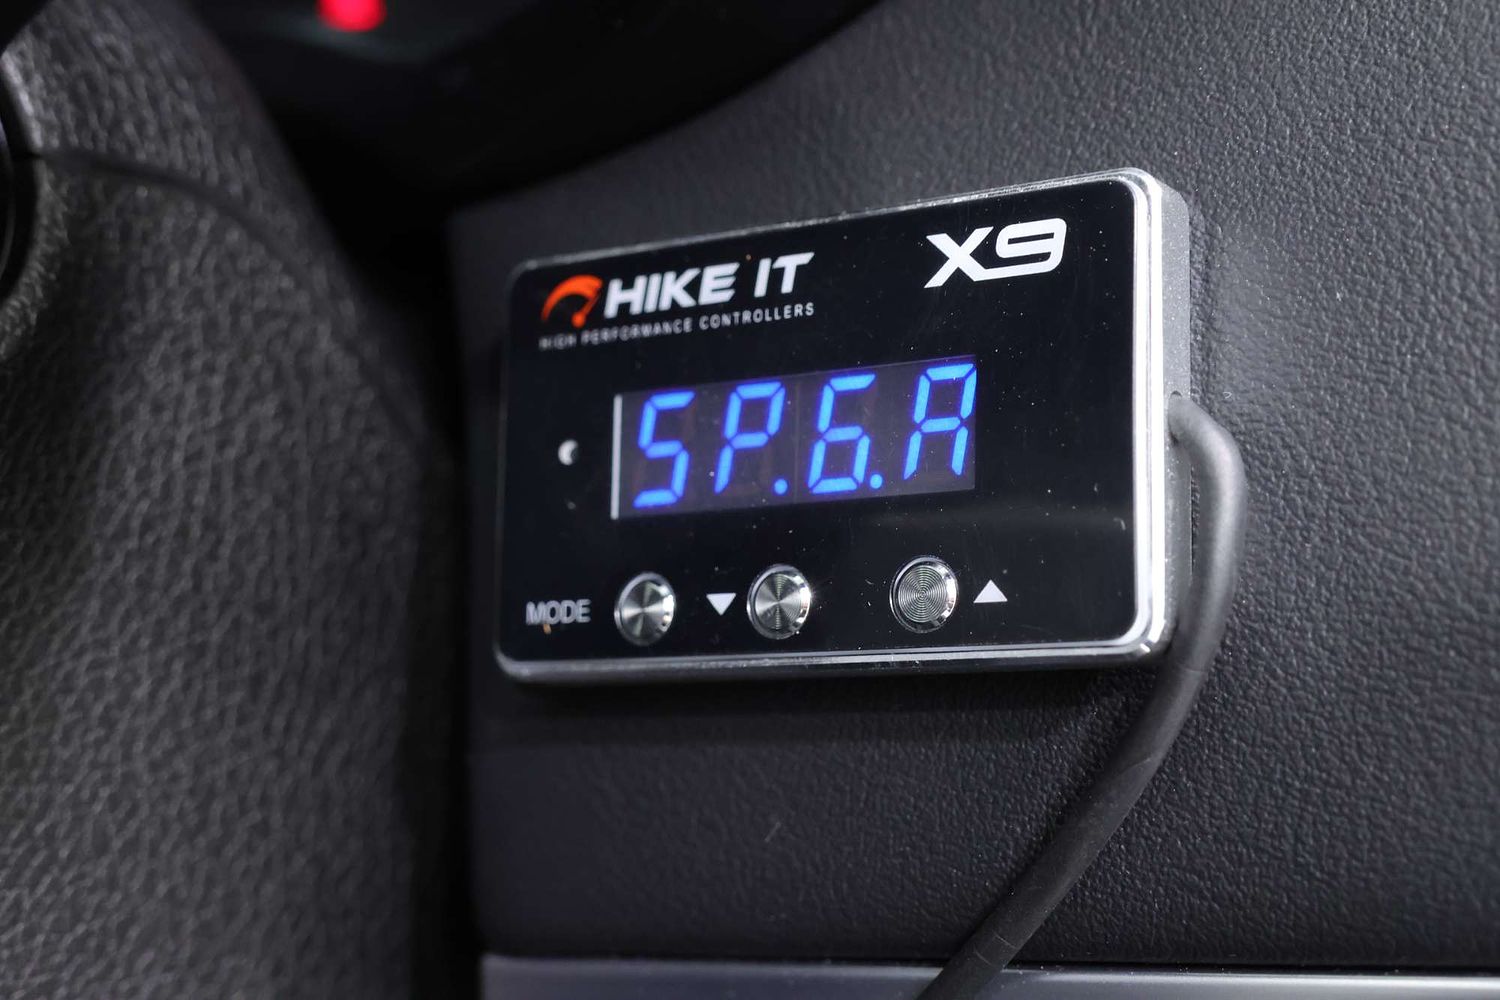 HIKE IT
X9
HIGH PERFORMANCE CONTROLLERS
SP.6.A
MODE